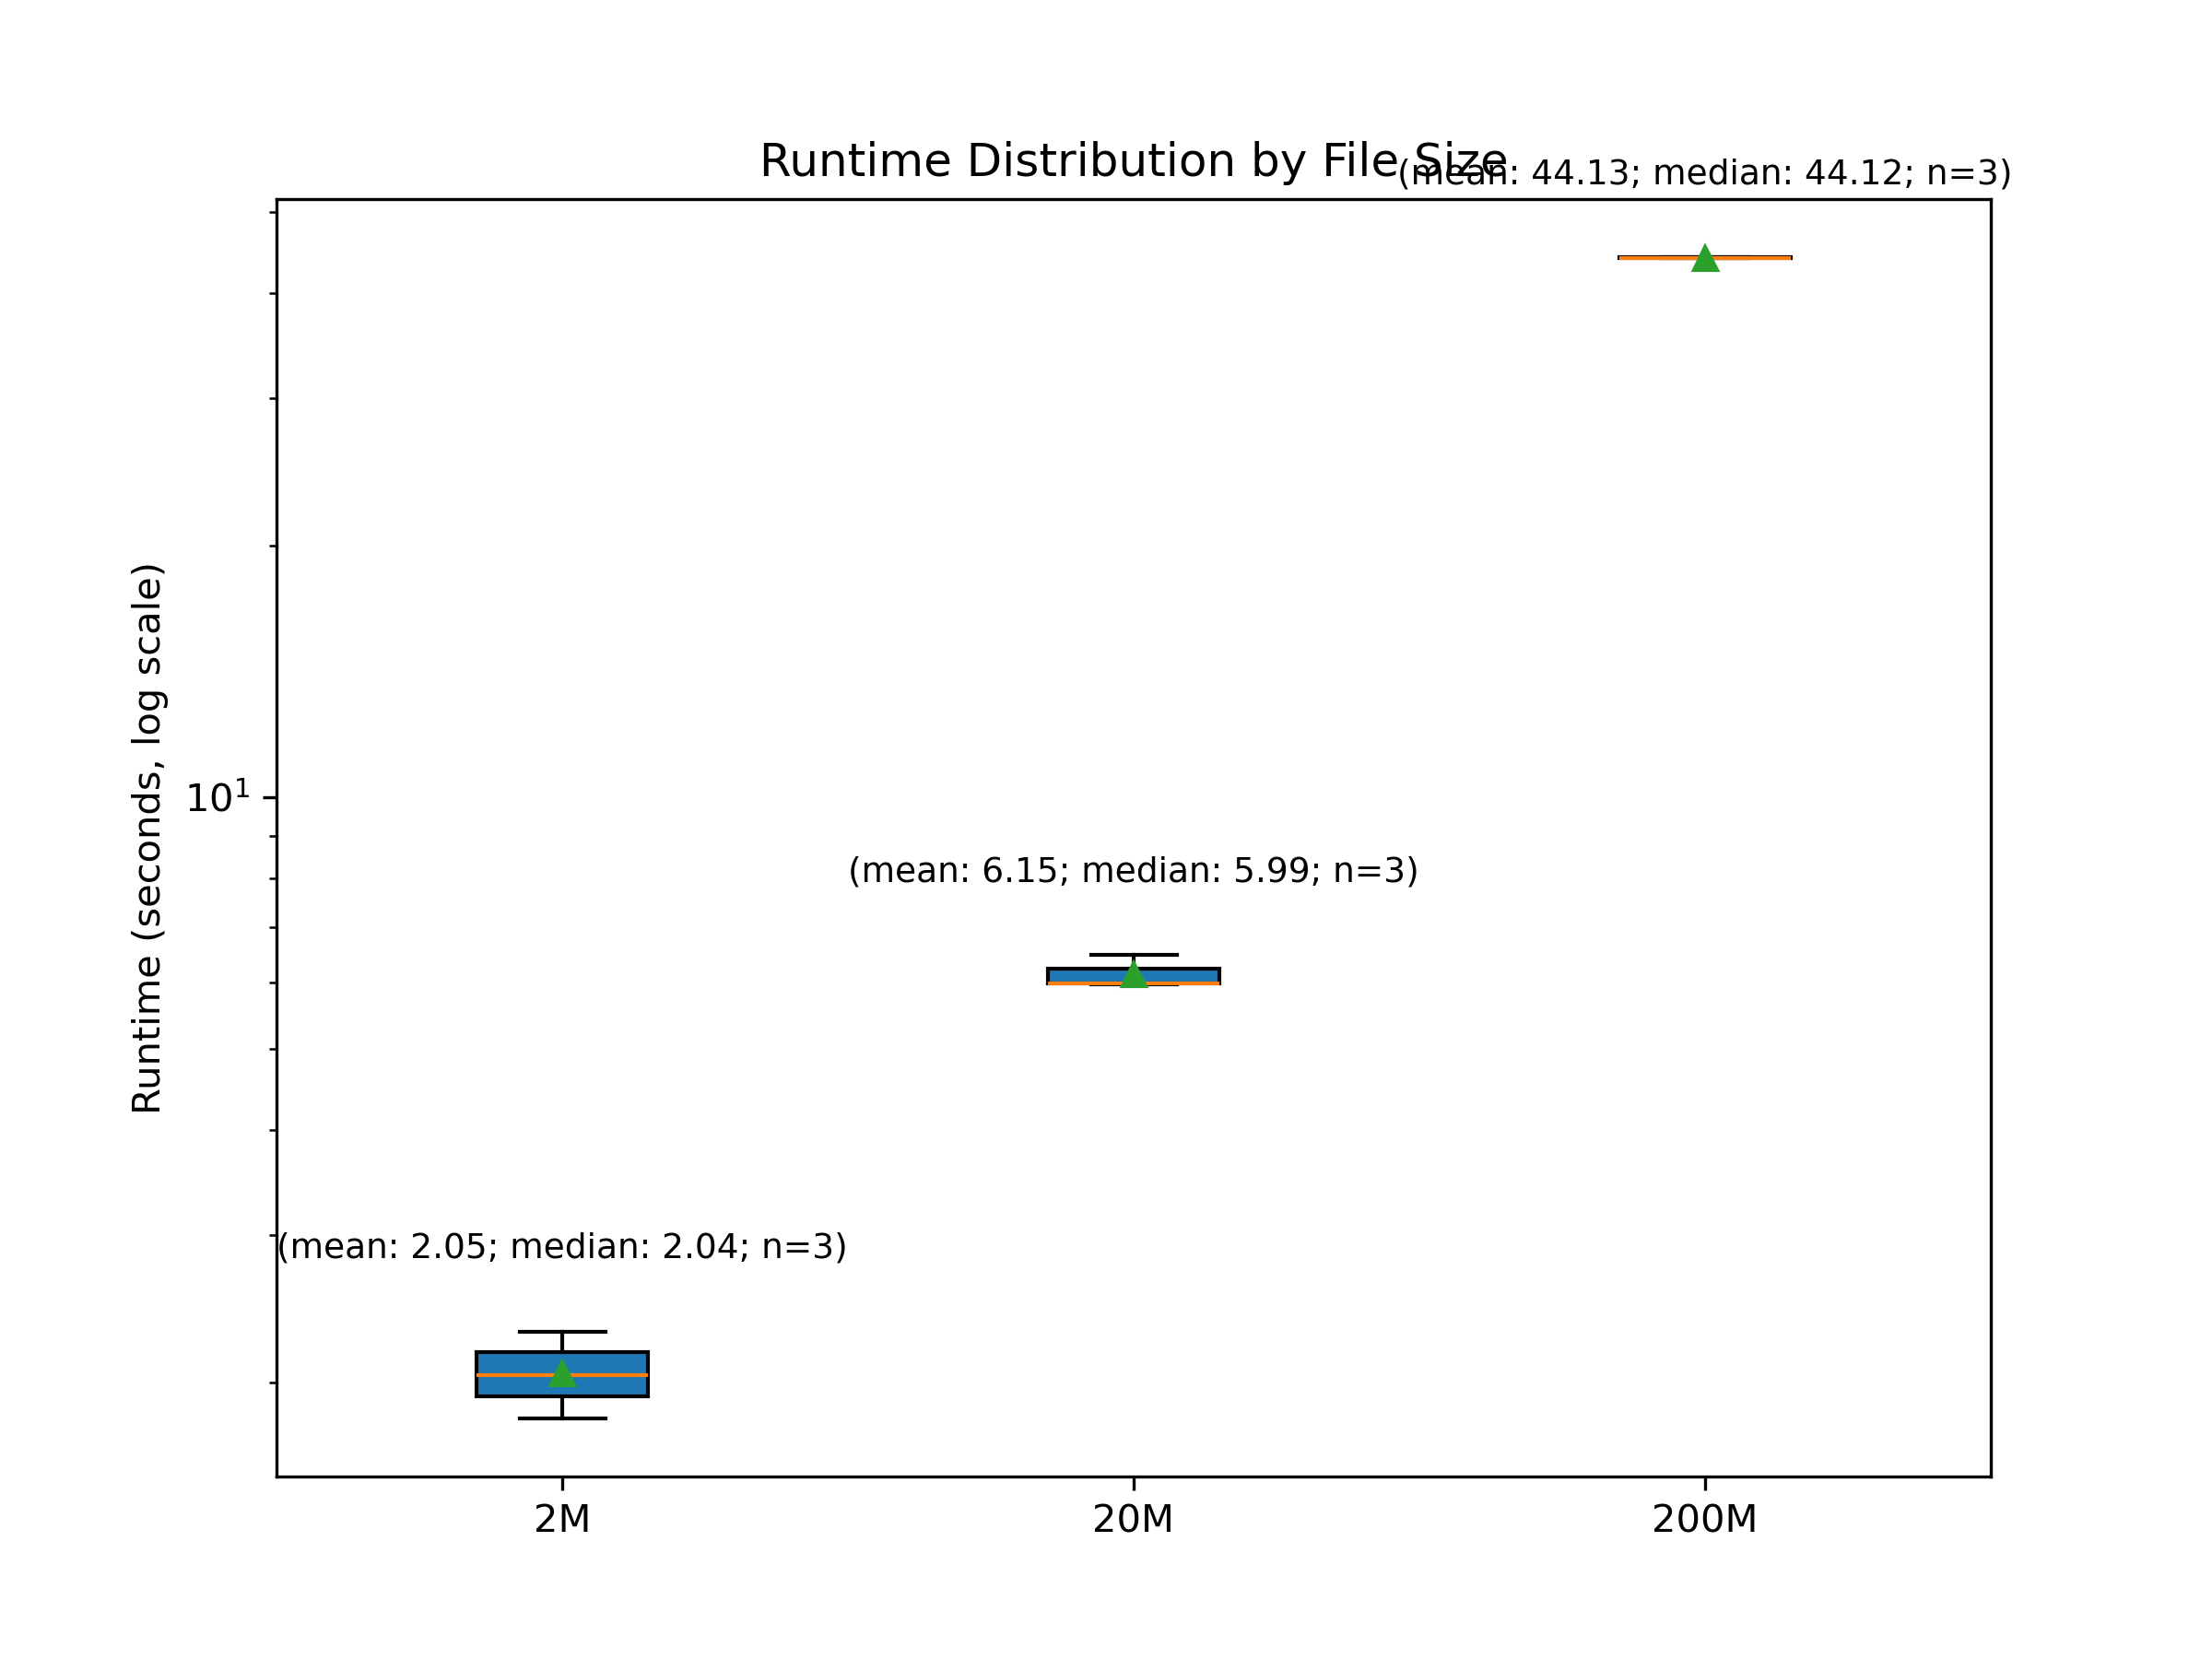 Runtime Distribution by File Size
(mean: 44.13; median: 44.12; n=3)
Runtime (seconds, log scale)
10¹
(mean: 6.15; median: 5.99; n=3)
(mean: 2.05; median: 2.04; n=3)
2M
20M
200M